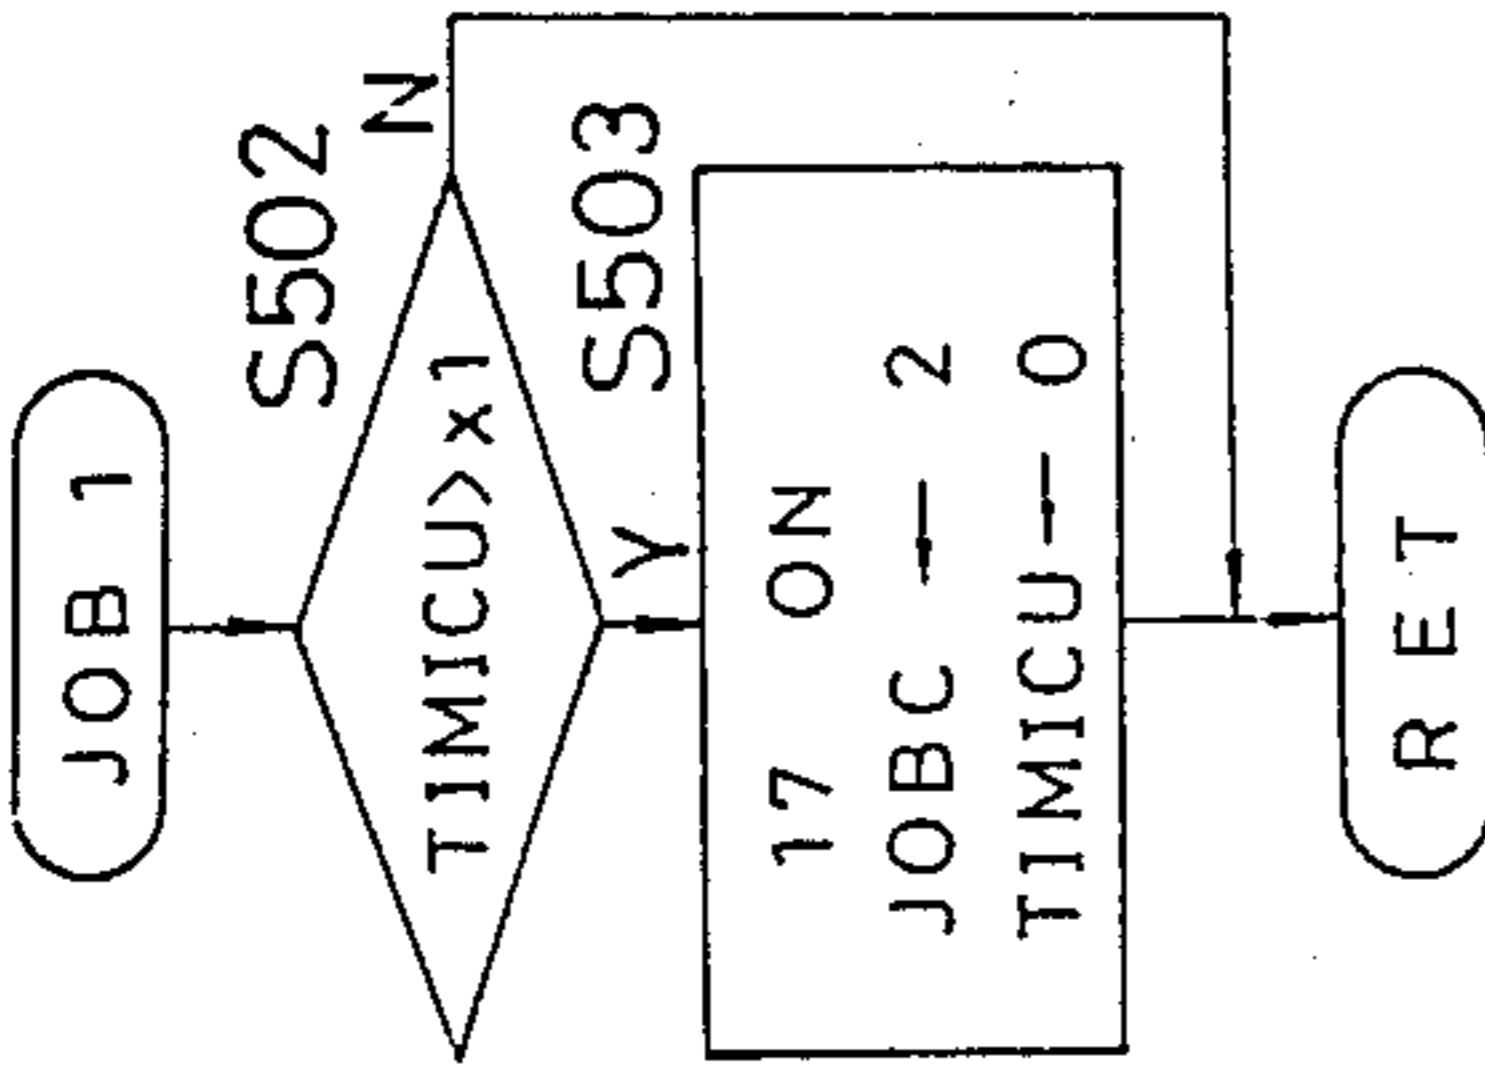 JOB 1
S502
TIMICU>x1
N
Y
S503
17 ON
JOBC ← 2
TIMICU ← 0
RET